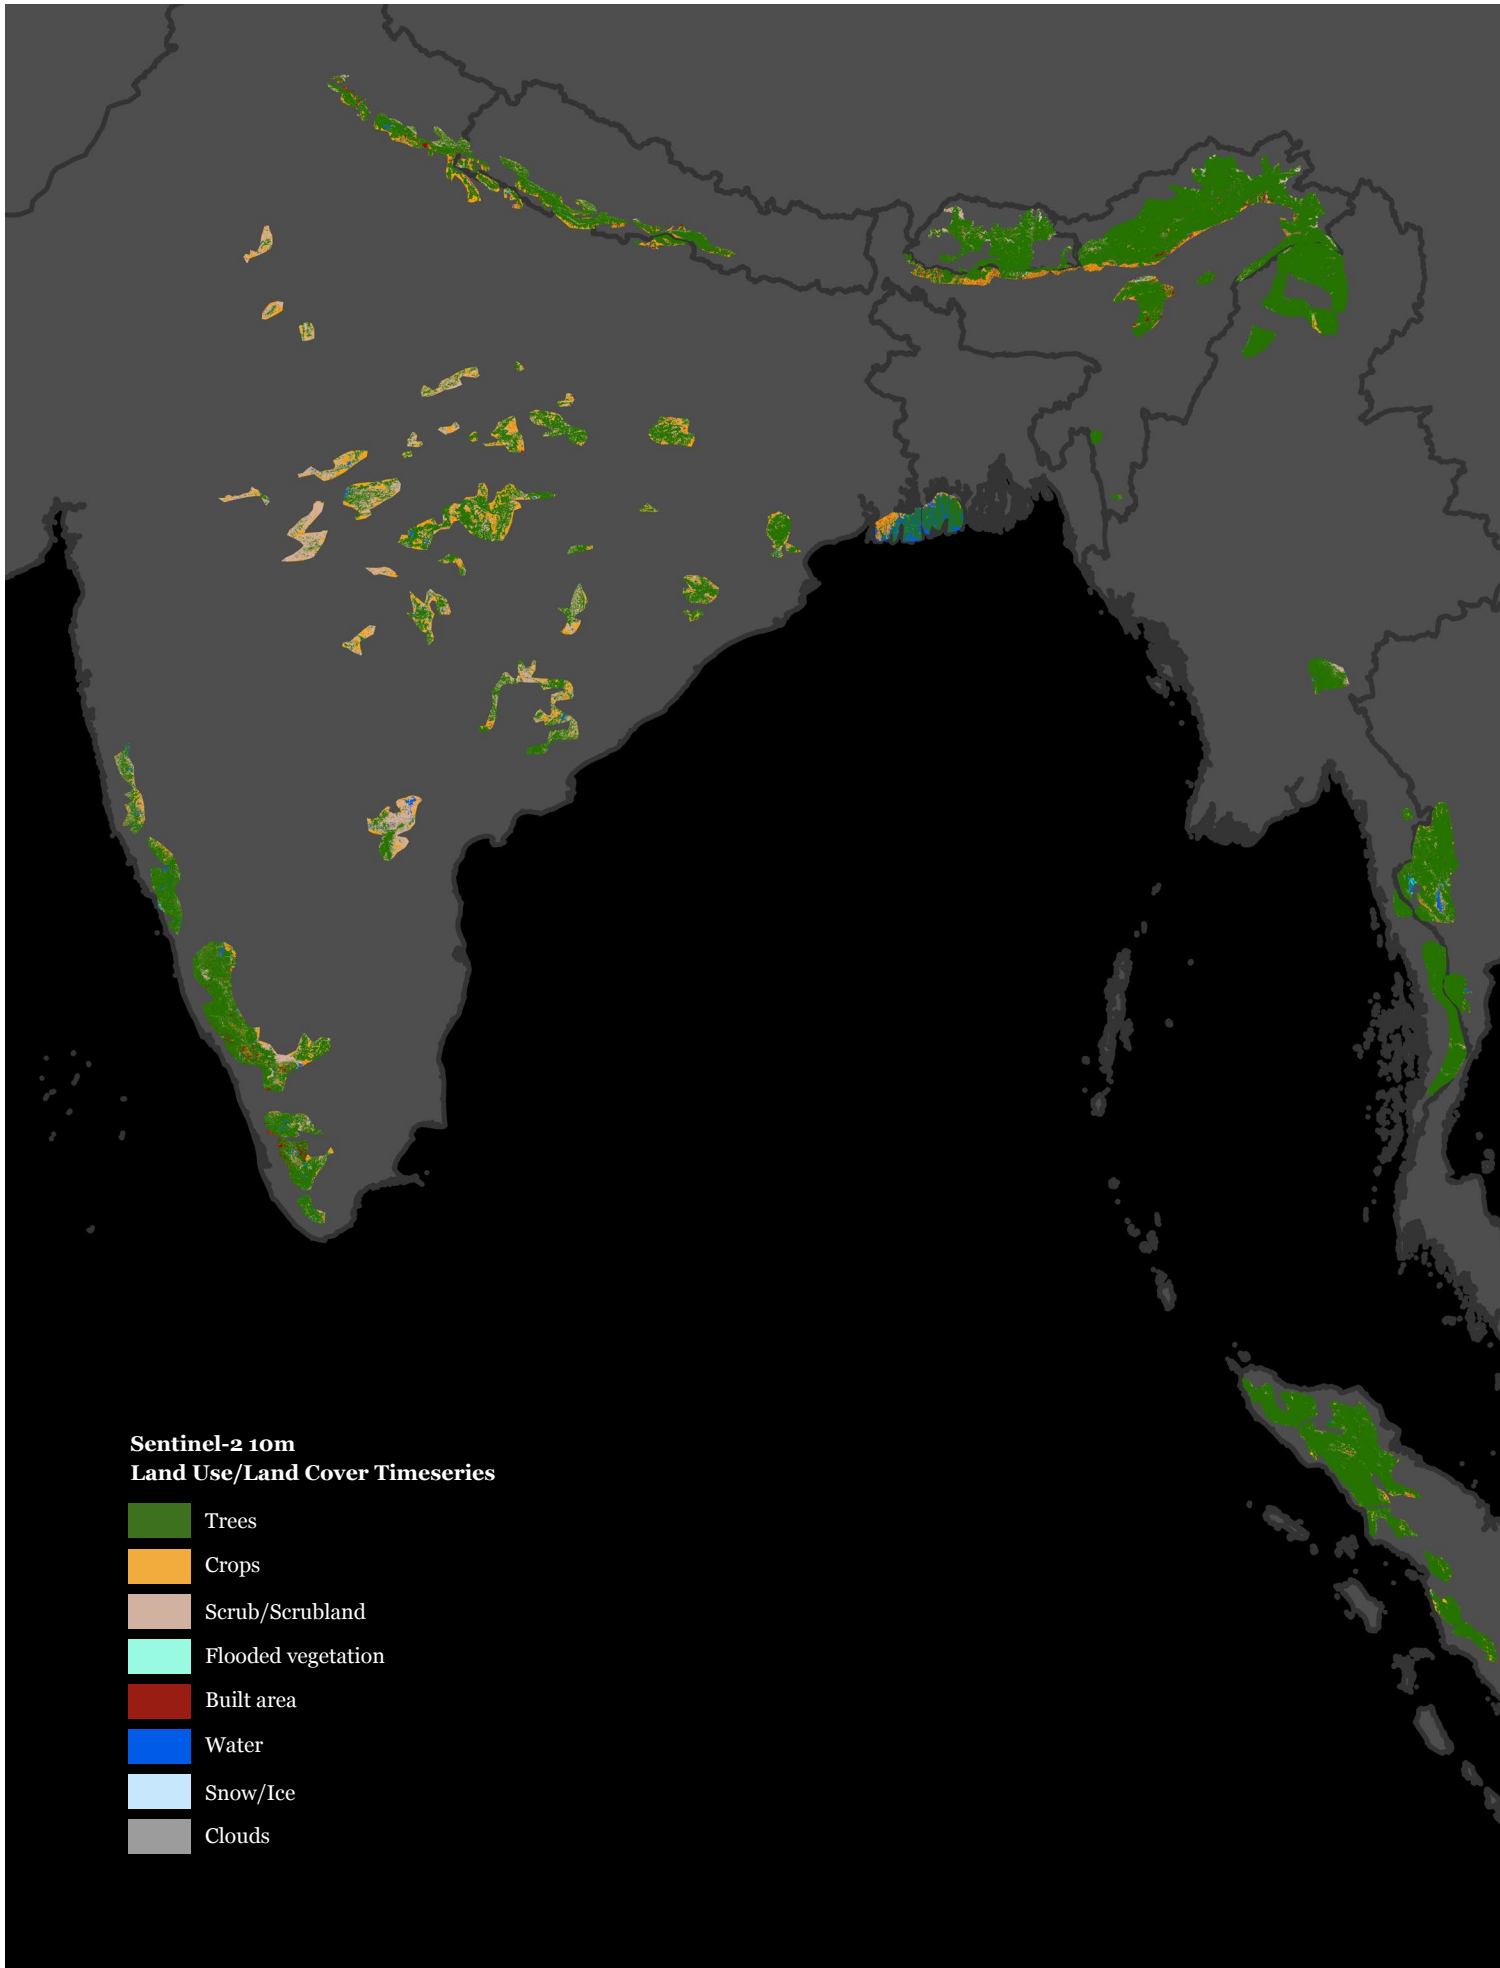 Sentinel-2 10m
Land Use/Land Cover Timeseries
Trees
Crops
Scrub/Scrubland
Flooded vegetation
Built area
Water
Snow/Ice
Clouds